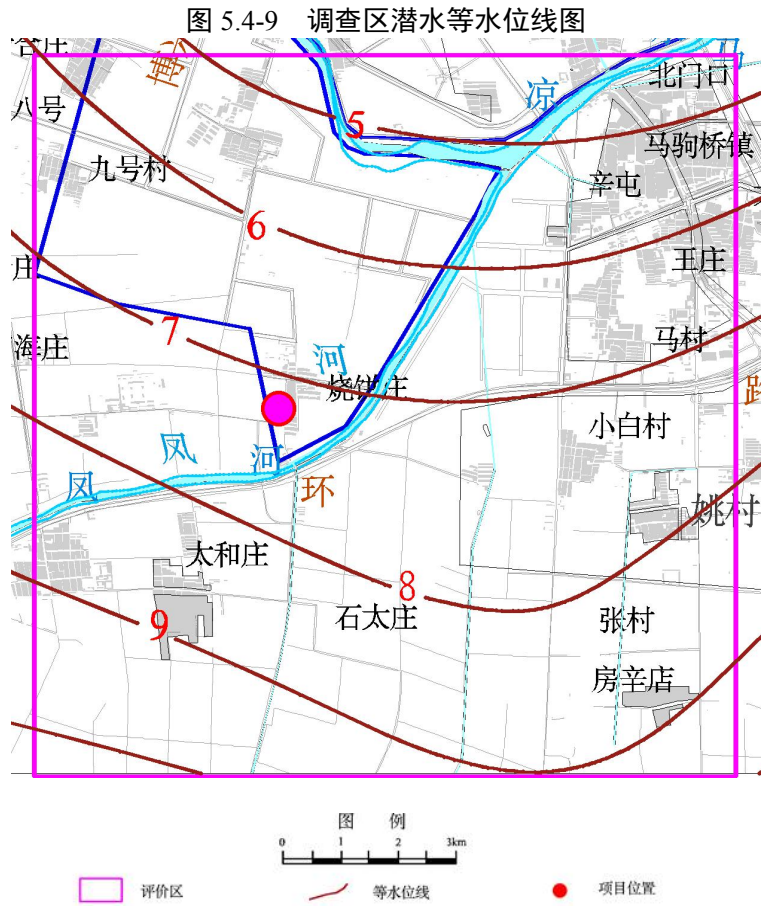 图 5.4-9 调查区潜水等水位线图
凉
北门口
八号
马驹桥镇
5
九号村
辛屯
6
庄
王庄
7
马村
海庄
河
烧饼庄
路
小白村
凤
河
凤
环
姚村
太和庄
8
石太庄
张村
9
房辛店
图 例
0 1 2 3km
评价区
等水位线
项目位置